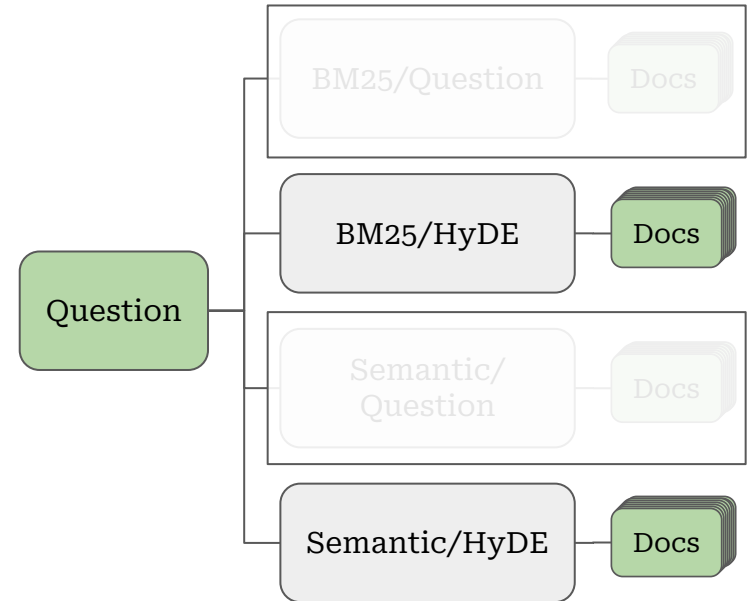 BM25/Question
Docs
BM25/HyDE
Docs
Question
Semantic/
Question
Docs
Semantic/HyDE
Docs